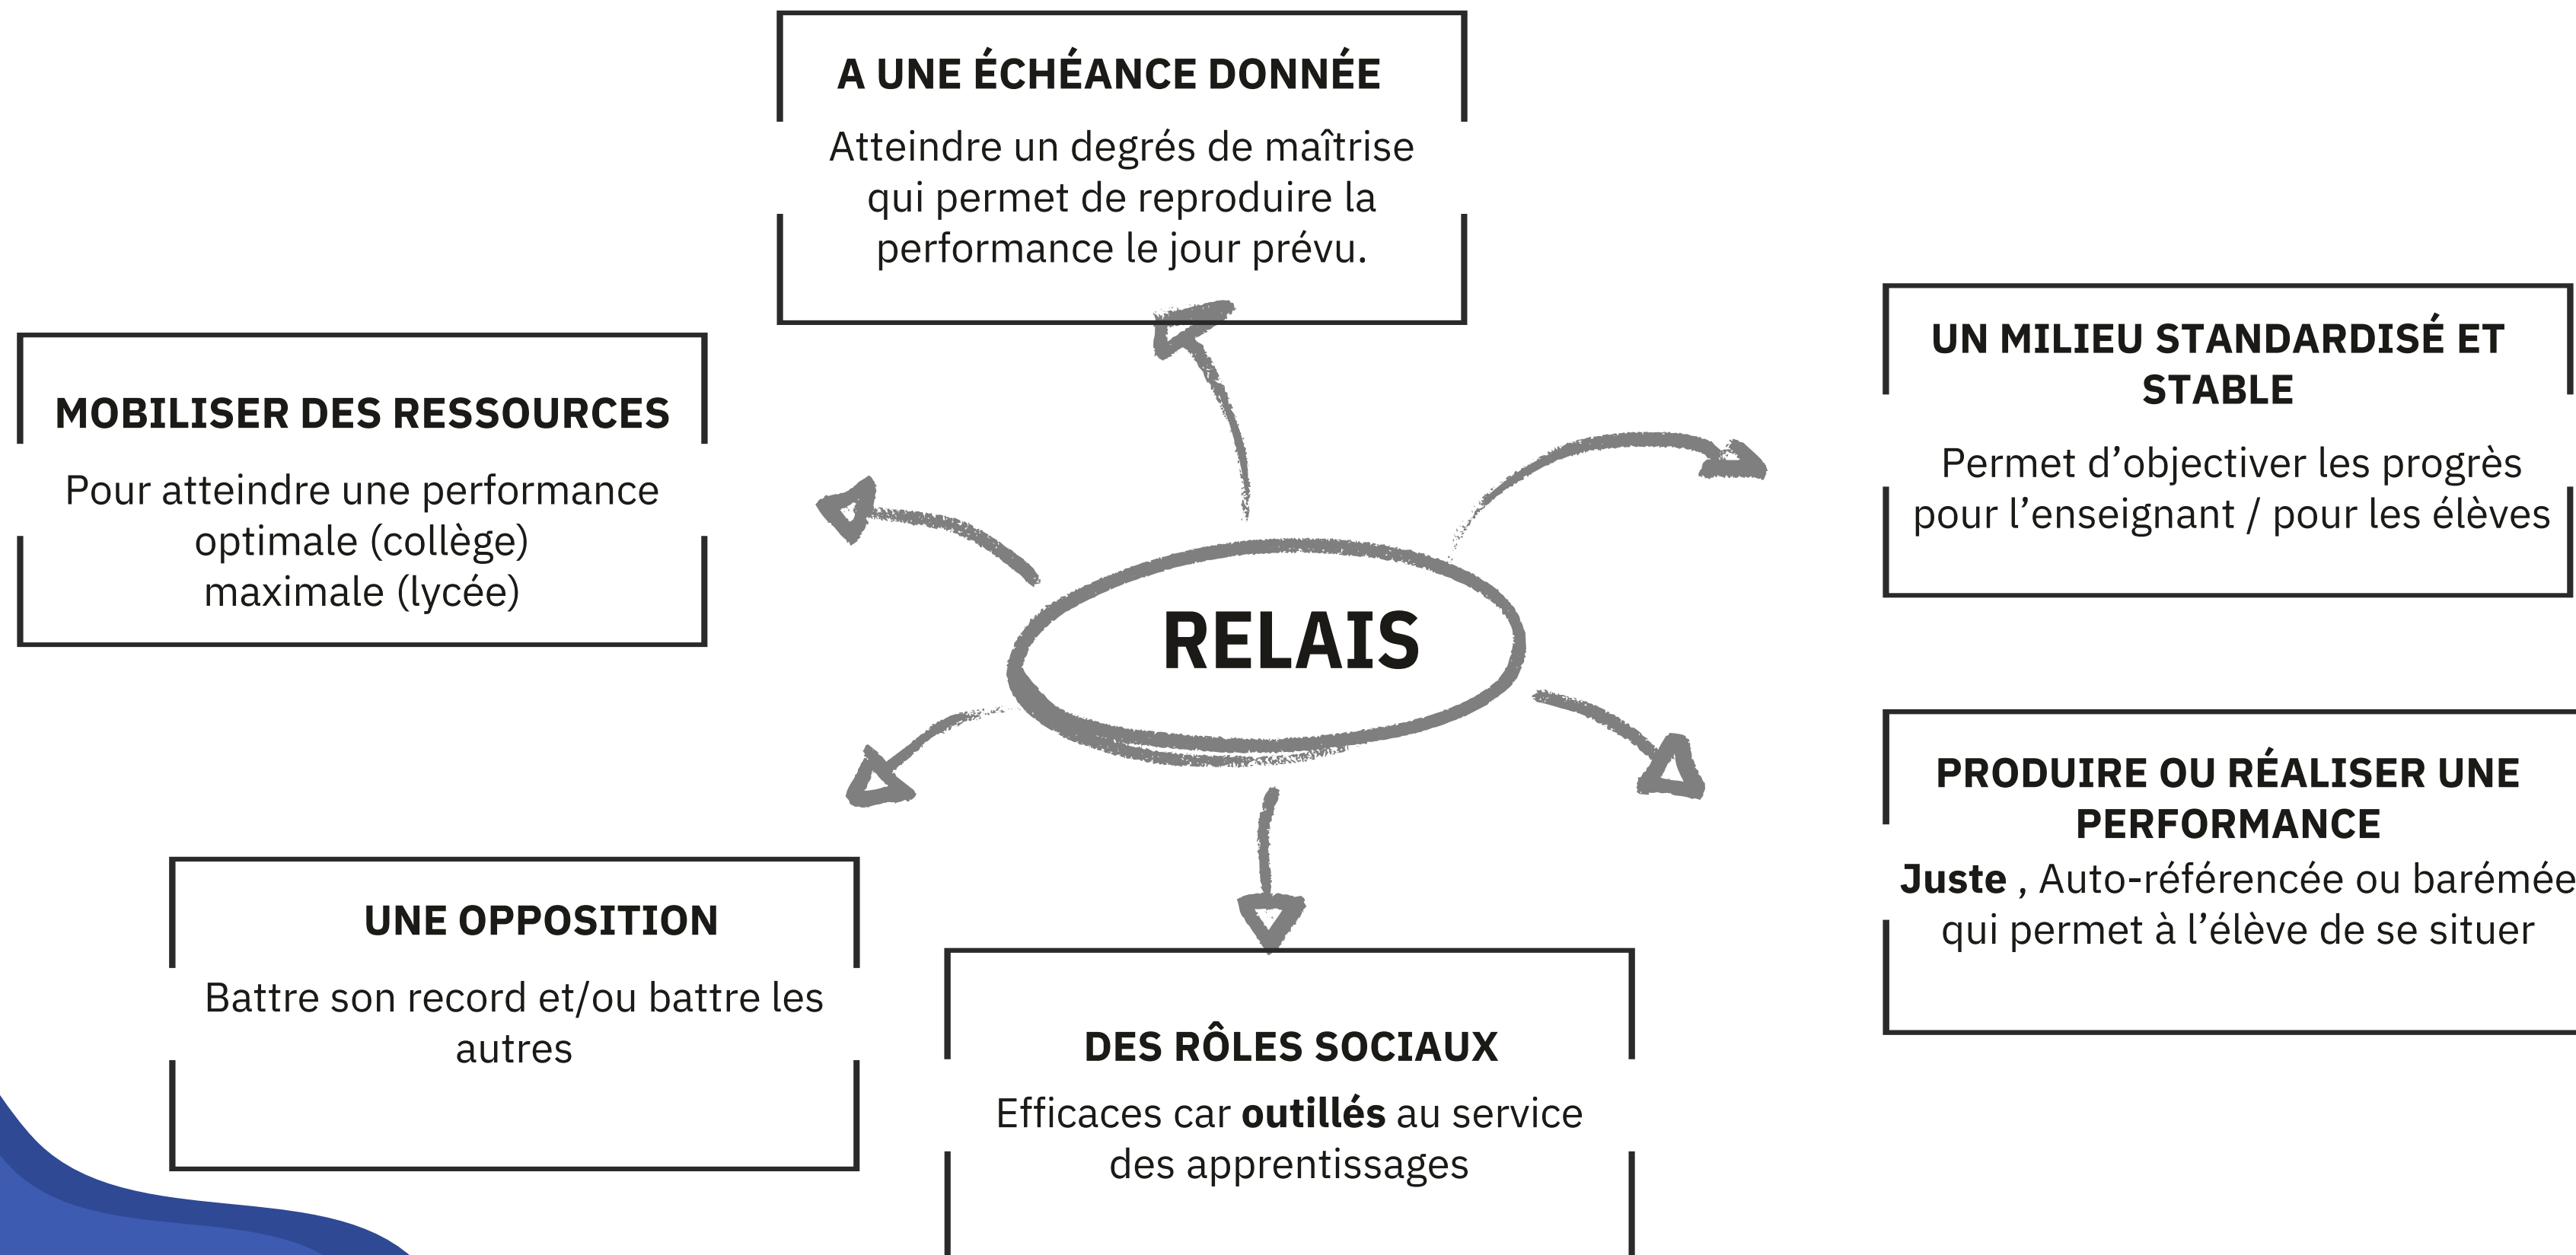 A UNE ÉCHÉANCE DONNÉE
Atteindre un degrés de maîtrise
qui permet de reproduire la
performance le jour prévu.
UN MILIEU STANDARDISÉ ET
STABLE
Permet d’objectiver les progrès
pour l’enseignant / pour les élèves
MOBILISER DES RESSOURCES
Pour atteindre une performance
optimale (collège)
maximale (lycée)
RELAIS
PRODUIRE OU RÉALISER UNE
PERFORMANCE
Juste , Auto-référencée ou barémée
qui permet à l’élève de se situer
UNE OPPOSITION
Battre son record et/ou battre les
autres
DES RÔLES SOCIAUX
Efficaces car outillés au service
des apprentissages